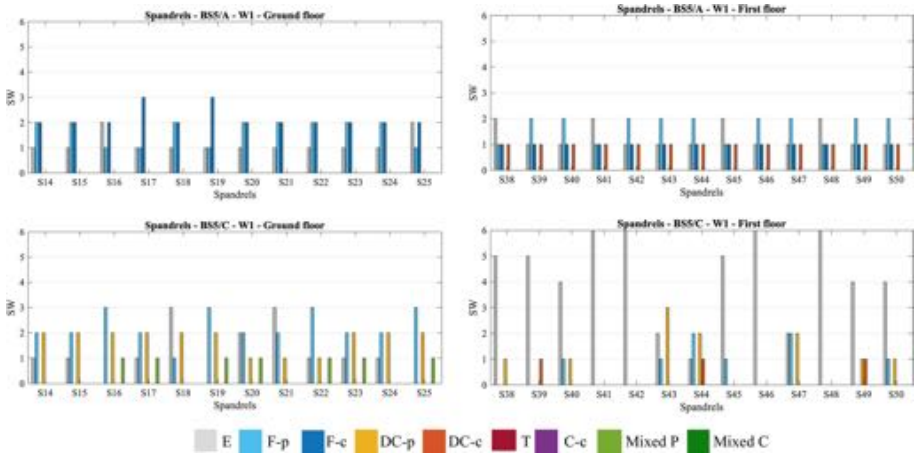 Spandrels - BS5/A - W1 - Ground floor
6
5
4
3
2
1
0
SW
S14 S15 S16 S17 S18 S19 S20 S21 S22 S23 S24 S25
Spandrels
Spandrels - BS5/A - W1 - First floor
6
5
4
3
2
1
0
SW
S38 S39 S40 S41 S42 S43 S44 S45 S46 S47 S48 S49 S50
Spandrels
Spandrels - BS5/C - W1 - Ground floor
6
5
4
3
2
1
0
SW
S14 S15 S16 S17 S18 S19 S20 S21 S22 S23 S24 S25
Spandrels
Spandrels - BS5/C - W1 - First floor
6
5
4
3
2
1
0
SW
S38 S39 S40 S41 S42 S43 S44 S45 S46 S47 S48 S49 S50
Spandrels
E F-p F-c DC-p DC-c T C-c Mixed P Mixed C